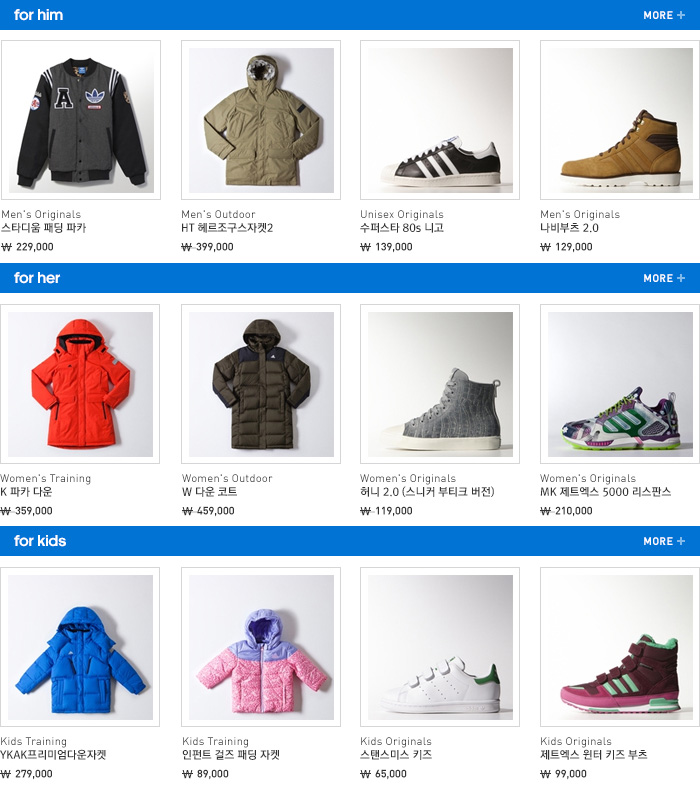 for him
MORE +
Men's Originals
스타디움 패딩 파카
₩ 229,000
Men's Outdoor
HT 헤르조구스자켓2
₩ 399,000
Unisex Originals
수퍼스타 80s 니고
₩ 139,000
Men's Originals
나비부츠 2.0
₩ 129,000
for her
MORE +
Women's Training
K 파카 다운
₩ 359,000
Women's Outdoor
W 다운 코트
₩ 459,000
Women's Originals
허니 2.0 (스니커 부티크 버전)
₩ 119,000
Women's Originals
MK 제트엑스 5000 리스판스
₩ 210,000
for kids
MORE +
Kids Training
YKAK프리미엄다운자켓
₩ 279,000
Kids Training
인펀트 걸즈 패딩 자켓
₩ 89,000
Kids Originals
스탠스미스 키즈
₩ 65,000
Kids Originals
제트엑스 윈터 키즈 부츠
₩ 99,000